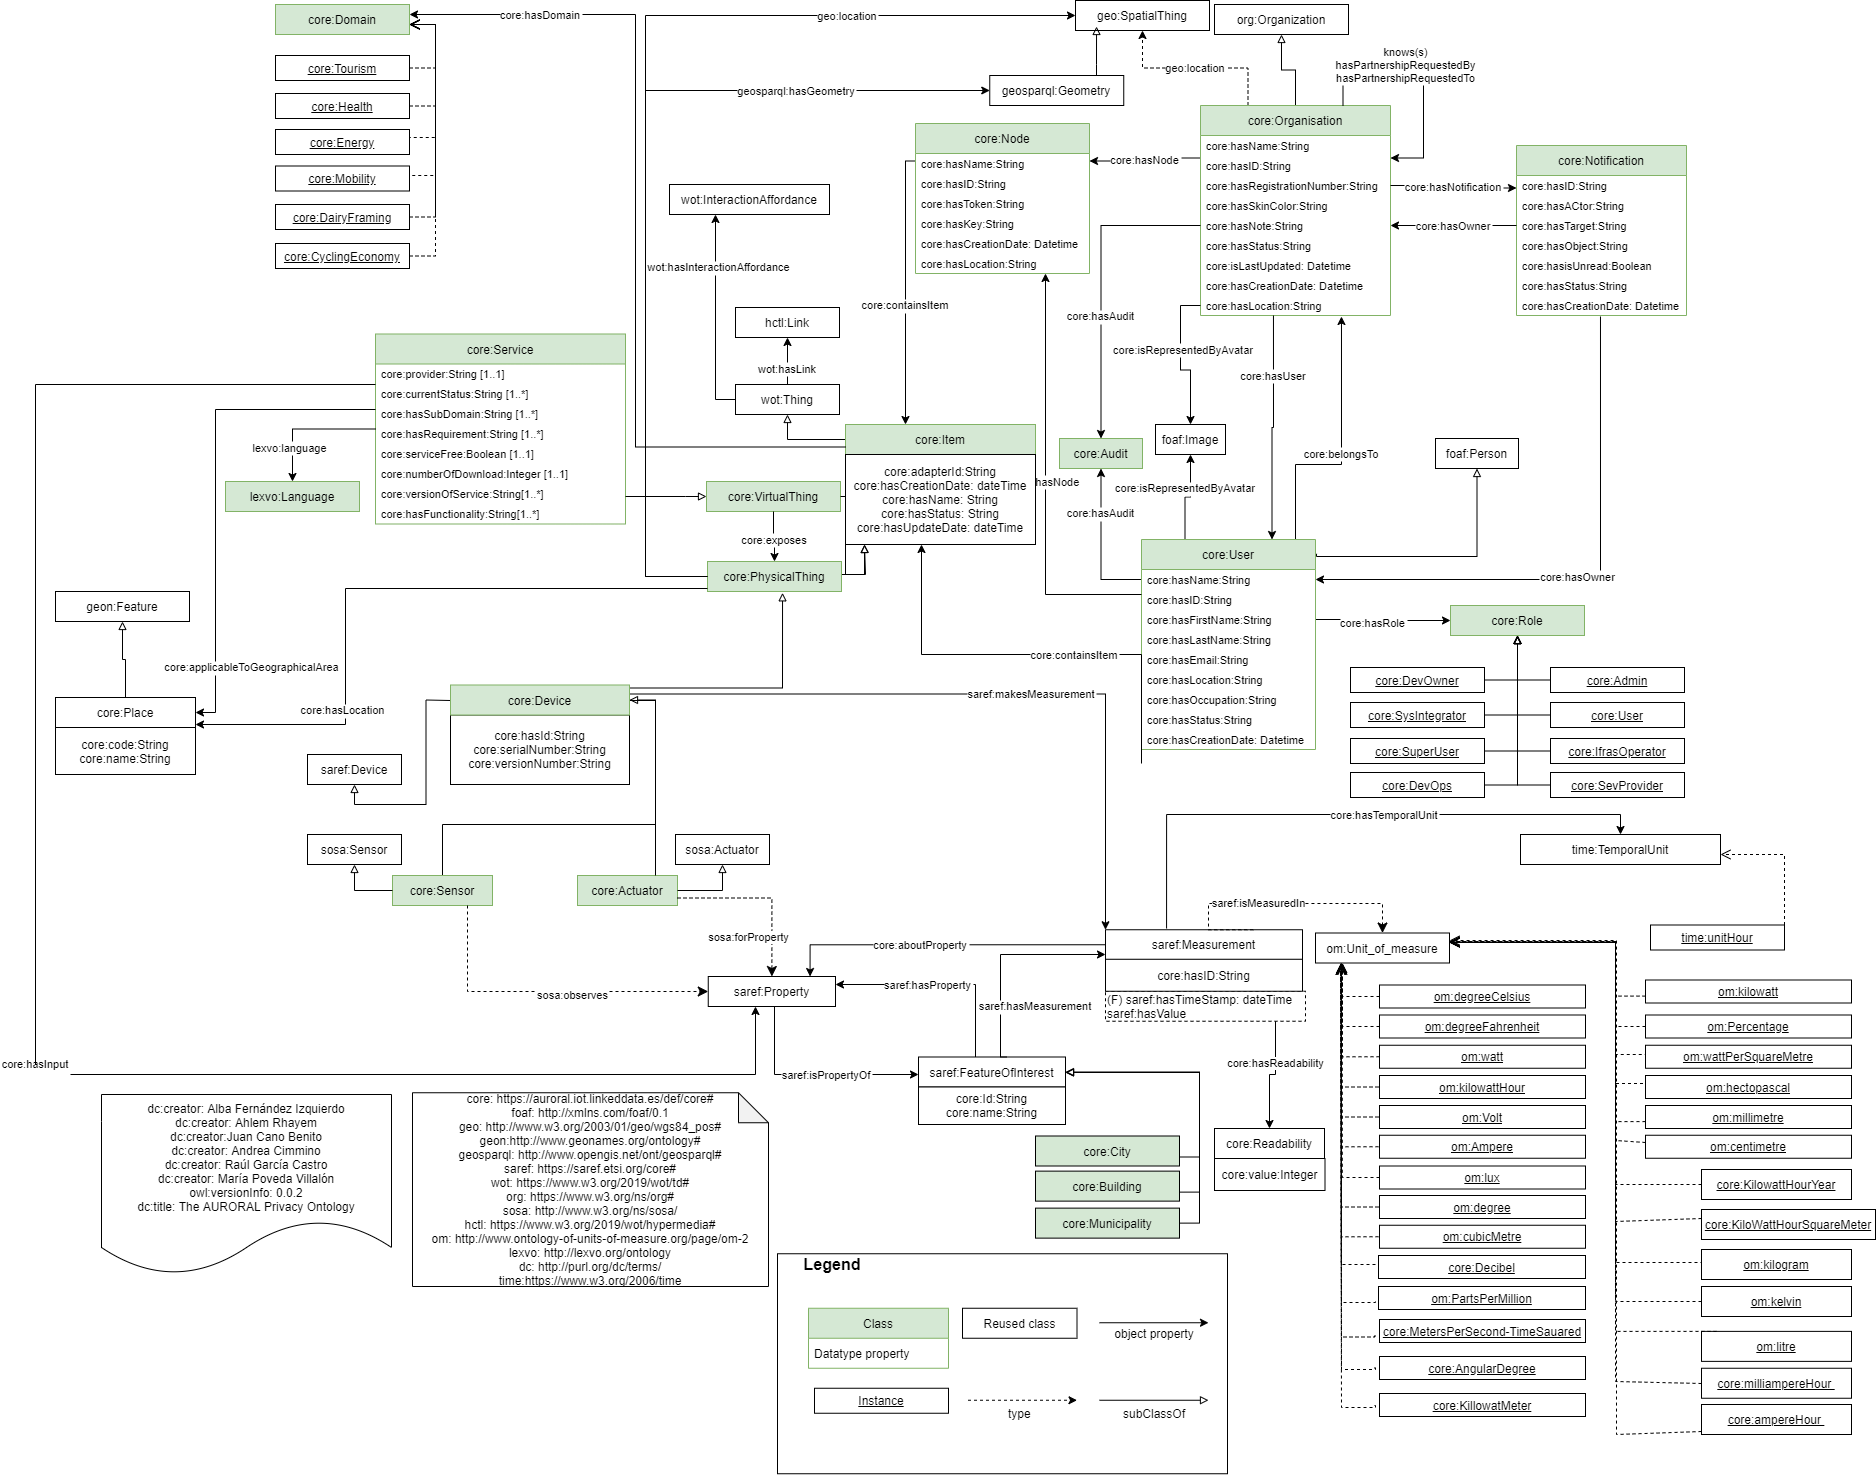 core:Domain
core:hasDomain
geo:location
geo:SpatialThing
org:Organization
core:Tourism
core:Health
core:Energy
core:Mobility
core:DairyFraming
core:CyclingEconomy
geosparql:hasGeometry
geosparql:Geometry
geo:location
knows(s)
hasPartnershipRequestedBy
hasPartnershipRequestedTo
core:Node
core:hasName:String
core:hasID:String
core:hasToken:String
core:hasKey:String
core:hasCreationDate: Datetime
core:hasLocation:String
core:hasNode
core:Organisation
core:hasName:String
core:hasID:String
core:hasRegistrationNumber:String
core:hasSkinColor:String
core:hasNote:String
core:hasStatus:String
core:isLastUpdated: Datetime
core:hasCreationDate: Datetime
core:hasLocation:String
core:hasNotification
core:hasOwner
core:Notification
core:hasID:String
core:hasACtor:String
core:hasTarget:String
core:hasObject:String
core:hasisUnread:Boolean
core:hasStatus:String
core:hasCreationDate: Datetime
wot:InteractionAffordance
wot:hasInteractionAffordance
hctl:Link
wot:hasLink
wot:Thing
core:containsItem
core:hasAudit
core:isRepresentedByAvatar
core:hasUser
core:Service
core:provider:String [1..1]
core:currentStatus:String [1..*]
core:hasSubDomain:String [1..*]
core:hasRequirement:String [1..*]
core:serviceFree:Boolean [1..1]
core:numberOfDownload:Integer [1..1]
core:versionOfService:String[1..*]
core:hasFunctionality:String[1..*]
lexvo:language
lexvo:Language
core:Item
core:adapterId:String
core:hasCreationDate: dateTime
core:hasName: String
core:hasStatus: String
core:hasUpdateDate: dateTime
core:VirtualThing
core:exposes
core:PhysicalThing
hasNode
core:Audit
foaf:Image
core:isRepresentedByAvatar
core:hasAudit
core:belongsTo
foaf:Person
core:User
core:hasName:String
core:hasID:String
core:hasFirstName:String
core:hasLastName:String
core:hasEmail:String
core:hasLocation:String
core:hasOccupation:String
core:hasStatus:String
core:hasCreationDate: Datetime
core:hasOwner
core:hasRole
core:Role
core:DevOwner
core:Admin
core:SysIntegrator
core:User
core:SuperUser
core:IfrasOperator
core:DevOps
core:SevProvider
core:containsItem
geon:Feature
core:applicableToGeographicalArea
core:hasLocation
core:Place
core:code:String
core:name:String
core:Device
core:hasId:String
core:serialNumber:String
core:versionNumber:String
saref:makesMeasurement
saref:Device
sosa:Sensor
sosa:Actuator
core:Sensor
core:Actuator
core:hasTemporalUnit
time:TemporalUnit
time:unitHour
sosa:forProperty
sosa:observes
saref:Property
core:aboutProperty
saref:hasProperty
saref:hasMeasurement
saref:isPropertyOf
saref:isMeasuredIn
saref:Measurement
core:hasID:String
(F) saref:hasTimeStamp: dateTime
saref:hasValue
om:Unit_of_measure
core:hasReadability
core:Readability
core:value:Integer
saref:FeatureOfInterest
core:Id:String
core:name:String
core:City
core:Building
core:Municipality
core:hasInput
om:degreeCelsius
om:degreeFahrenheit
om:watt
om:kilowattHour
om:Volt
om:Ampere
om:lux
om:degree
om:cubicMetre
core:Decibel
om:PartsPerMillion
core:MetersPerSecond-TimeSauared
core:AngularDegree
core:KillowatMeter
om:kilowatt
om:Percentage
om:wattPerSquareMetre
om:hectopascal
om:millimetre
om:centimetre
core:KilowattHourYear
core:KiloWattHourSquareMeter
om:kilogram
om:kelvin
om:litre
core:milliampereHour
core:ampereHour
dc:creator: Alba Fernández Izquierdo
dc:creator: Ahlem Rhayem
dc:creator:Juan Cano Benito
dc:creator: Andrea Cimmino
dc:creator: Raúl García Castro
dc:creator: María Poveda Villalón
owl:versionInfo: 0.0.2
dc:title: The AURORAL Privacy Ontology
core: https://auroral.iot.linkeddata.es/def/core#
foaf: http://xmlns.com/foaf/0.1
geo: http://www.w3.org/2003/01/geo/wgs84_pos#
geon:http://www.geonames.org/ontology#
geosparql: http://www.opengis.net/ont/geosparql#
saref: https://saref.etsi.org/core#
wot: https://www.w3.org/2019/wot/td#
org: https://www.w3.org/ns/org#
sosa: http://www.w3.org/ns/sosa/
hctl: https://www.w3.org/2019/wot/hypermedia#
om: http://www.ontology-of-units-of-measure.org/page/om-2
lexvo: http://lexvo.org/ontology
dc: http://purl.org/dc/terms/
time:https://www.w3.org/2006/time
Legend
Class
Datatype property
Reused class
object property
Instance
type
subClassOf